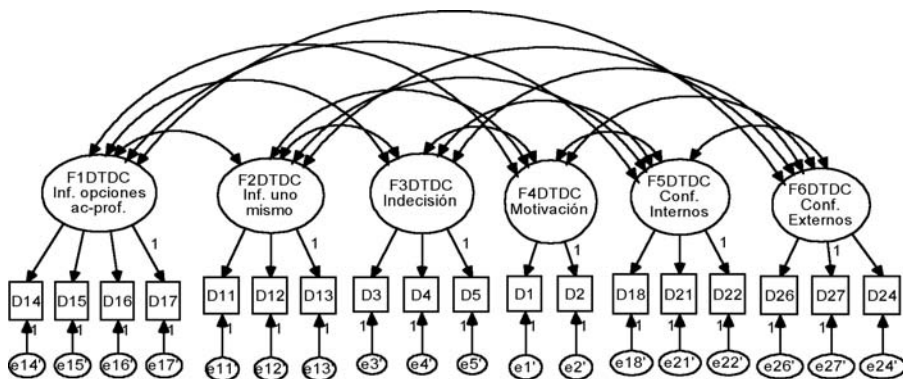 F1DTDC
Inf. opciones
ac-prof.
F2DTDC
Inf. uno
mismo
F3DTDC
Indecisión
F4DTDC
Motivación
F5DTDC
Conf.
Internos
F6DTDC
Conf.
Externos
1 1 1 1 1 1
D14 D15 D16 D17 D11 D12 D13 D3 D4 D5 D1 D2 D18 D21 D22 D26 D27 D24
1 1 1 1 1 1 1 1 1 1 1 1 1 1 1 1 1 1
e14' e15' e16' e17' e11 e12 e13 e3' e4' e5' e1' e2' e18' e21' e22' e26' e27' e24'